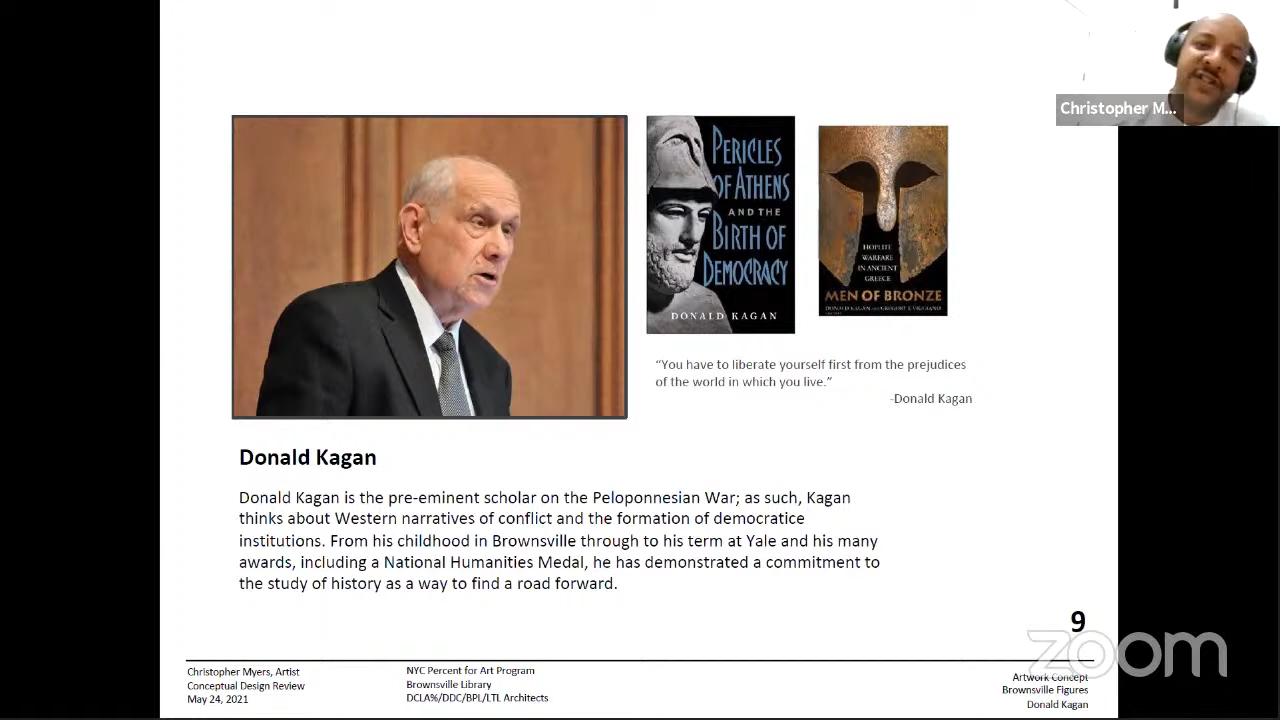 Christopher M...
PERICLES
OF ATHENS
AND THE
BIRTH OF
DEMOCRACY
DONALD KAGAN
HOPLITE
WARFARE
IN ANCIENT
GREECE
MEN OF BRONZE
DONALD KAGAN AND GREGORY F. VIGGIANO
“You have to liberate yourself first from the prejudices
of the world in which you live.”
-Donald Kagan
Donald Kagan
Donald Kagan is the pre-eminent scholar on the Peloponnesian War; as such, Kagan
thinks about Western narratives of conflict and the formation of democratice
institutions. From his childhood in Brownsville through to his term at Yale and his many
awards, including a National Humanities Medal, he has demonstrated a commitment to
the study of history as a way to find a road forward.
9
zoom
Christopher Myers, Artist
Conceptual Design Review
May 24, 2021
NYC Percent for Art Program
Brownsville Library
DCLA%/DDC/BPL/LTL Architects
Artwork Concept
Brownsville Figures
Donald Kagan